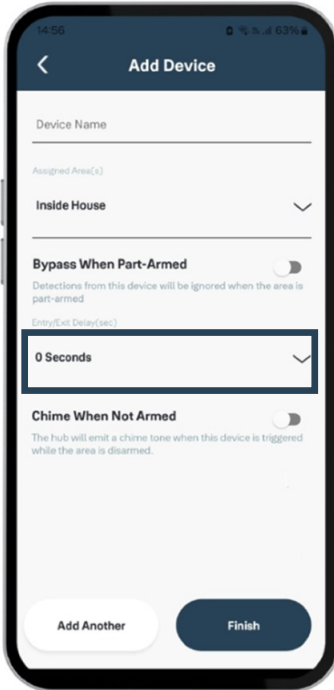 14:56 63%
Add Device
Device Name
Assigned Area(s)
Inside House
Bypass When Part-Armed
Detections from this device will be ignored when the area is
part-armed
Entry/Exit Delay(sec)
0 Seconds
Chime When Not Armed
The hub will emit a chime tone when this device is triggered
while the area is disarmed.
Add Another Finish